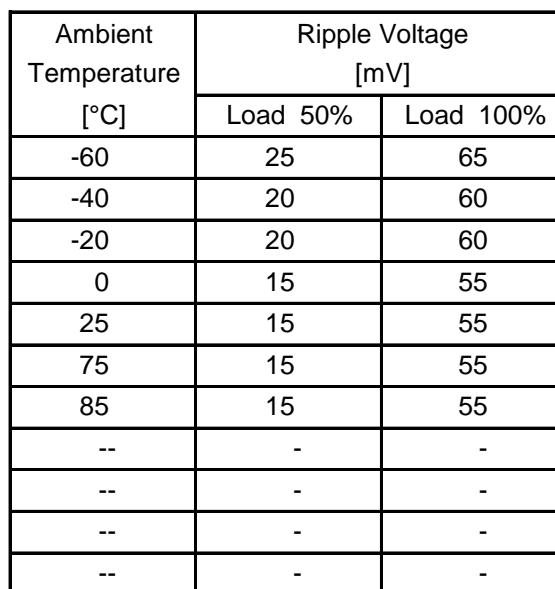 Ambient Temperature [°C] Ripple Voltage [mV]
Load 50% Load 100%
-60 25 65
-40 20 60
-20 20 60
0 15 55
25 15 55
75 15 55
85 15 55
-- - -
-- - -
-- - -
-- - -